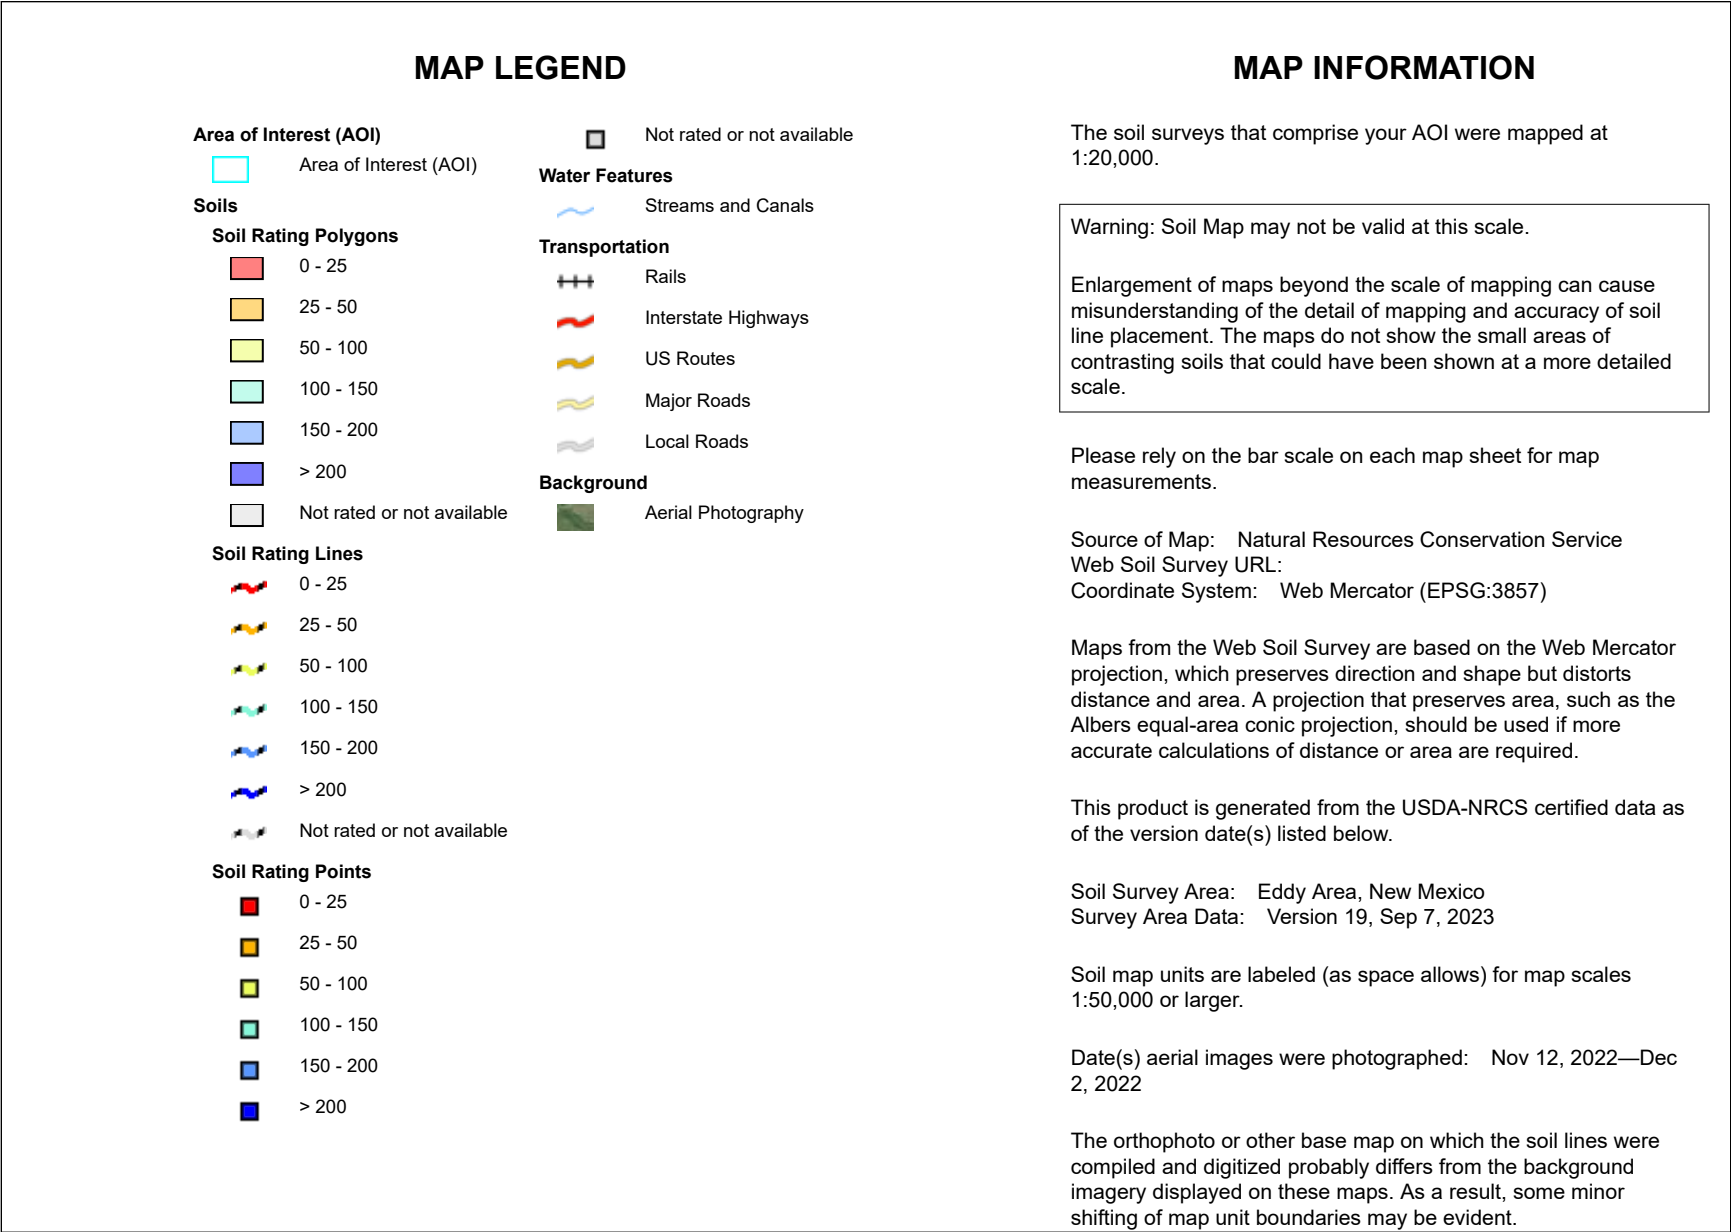 MAP LEGEND
Area of Interest (AOI)
Area of Interest (AOI)
Soils
Soil Rating Polygons
0 - 25
25 - 50
50 - 100
100 - 150
150 - 200
> 200
Not rated or not available
Soil Rating Lines
0 - 25
25 - 50
50 - 100
100 - 150
150 - 200
> 200
Not rated or not available
Soil Rating Points
0 - 25
25 - 50
50 - 100
100 - 150
150 - 200
> 200
Not rated or not available
Water Features
Streams and Canals
Transportation
Rails
Interstate Highways
US Routes
Major Roads
Local Roads
Background
Aerial Photography
MAP INFORMATION
The soil surveys that comprise your AOI were mapped at
1:20,000.
Warning: Soil Map may not be valid at this scale.
Enlargement of maps beyond the scale of mapping can cause
misunderstanding of the detail of mapping and accuracy of soil
line placement. The maps do not show the small areas of
contrasting soils that could have been shown at a more detailed
scale.
Please rely on the bar scale on each map sheet for map
measurements.
Source of Map: Natural Resources Conservation Service
Web Soil Survey URL:
Coordinate System: Web Mercator (EPSG:3857)
Maps from the Web Soil Survey are based on the Web Mercator
projection, which preserves direction and shape but distorts
distance and area. A projection that preserves area, such as the
Albers equal-area conic projection, should be used if more
accurate calculations of distance or area are required.
This product is generated from the USDA-NRCS certified data as
of the version date(s) listed below.
Soil Survey Area: Eddy Area, New Mexico
Survey Area Data: Version 19, Sep 7, 2023
Soil map units are labeled (as space allows) for map scales
1:50,000 or larger.
Date(s) aerial images were photographed: Nov 12, 2022—Dec
2, 2022
The orthophoto or other base map on which the soil lines were
compiled and digitized probably differs from the background
imagery displayed on these maps. As a result, some minor
shifting of map unit boundaries may be evident.